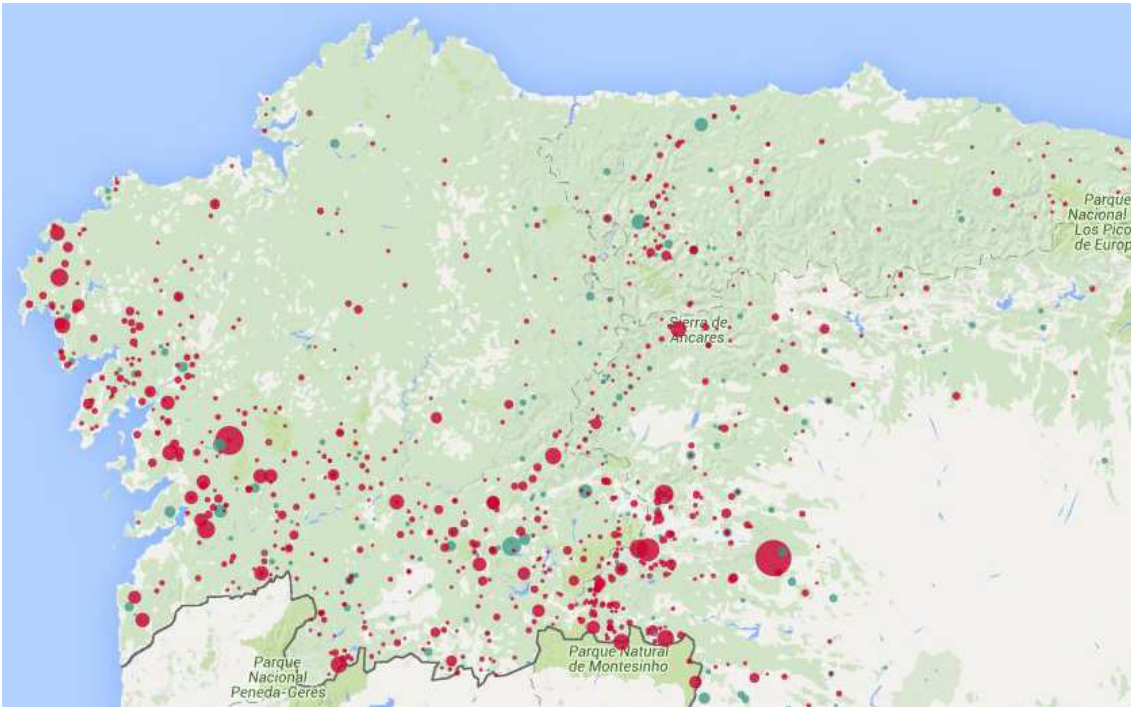 Parque
Nacional
Los Pico
de Europ
Sierra de
Ancares
Parque Natural
de Montesinho
Parque
Nacional
Peneda-Gerês